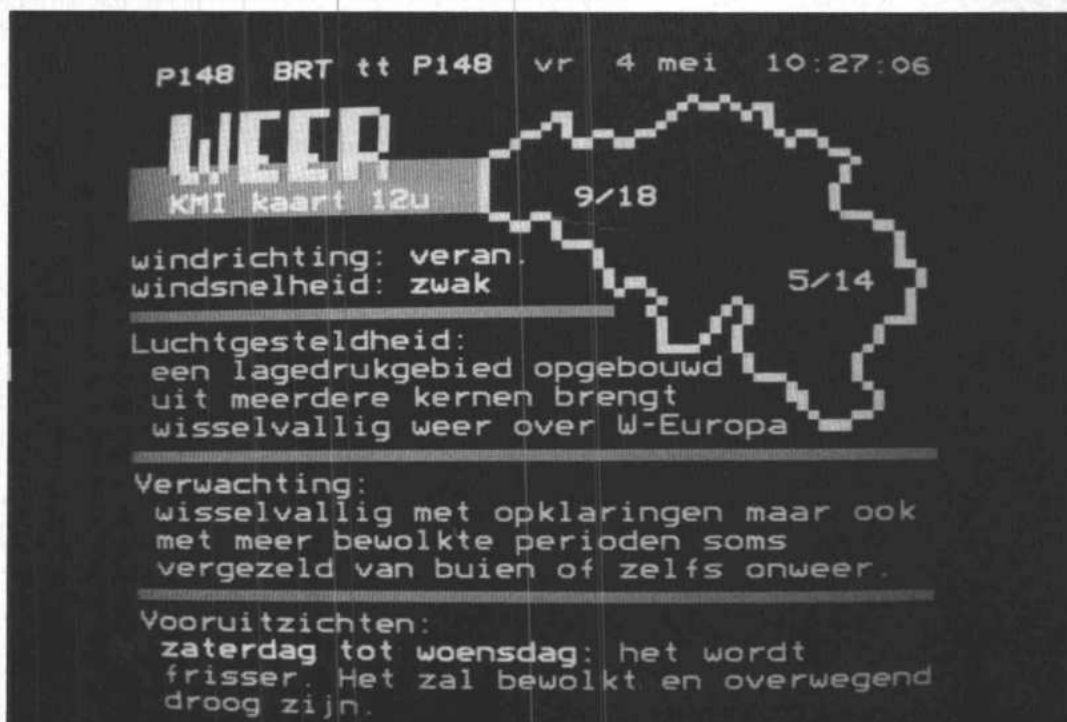 P148 BRT tt P148 vr 4 mei 10:27:06
WEER
KMI kaart 12u
9/18
windrichting: veran.
windsnelheid: zwak
5/14
Luchtgesteldheid:
een lagedrukgebied opgebouwd
uit meerdere kernen brengt
wisselvallig weer over W-Europa
Verwachting:
wisselvallig met opklaringen maar ook
met meer bewolkte perioden soms
vergezeld van buien of zelfs onweer.
Vooruitzichten:
zaterdag tot woensdag: het wordt
frisser. Het zal bewolkt en overwegend
droog zijn.